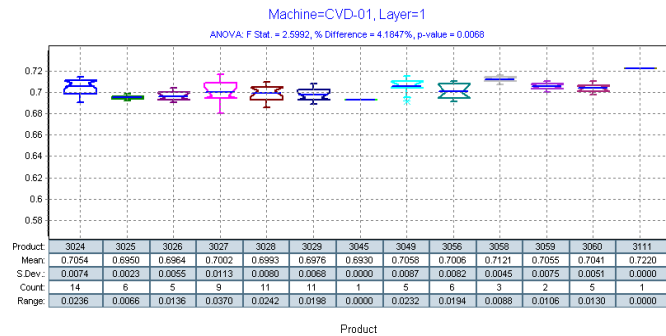 Machine=CVD-01, Layer=1
ANOVA: F Stat. = 2.5992, % Difference = 4.1847%, p-value = 0.0068
0.72
0.7
0.68
0.66
0.64
0.62
0.6
0.58
Product: 3024 3025 3026 3027 3028 3029 3045 3049 3056 3058 3059 3060 3111
Mean: 0.7054 0.6950 0.6964 0.7002 0.6993 0.6976 0.6930 0.7058 0.7006 0.7121 0.7055 0.7041 0.7220
S.Dev.: 0.0074 0.0023 0.0055 0.0113 0.0080 0.0068 0.0000 0.0087 0.0082 0.0045 0.0075 0.0051 0.0000
Count: 14 6 5 9 11 11 1 5 6 3 2 5 1
Range: 0.0236 0.0066 0.0136 0.0370 0.0242 0.0198 0.0000 0.0232 0.0194 0.0088 0.0106 0.0130 0.0000
Product